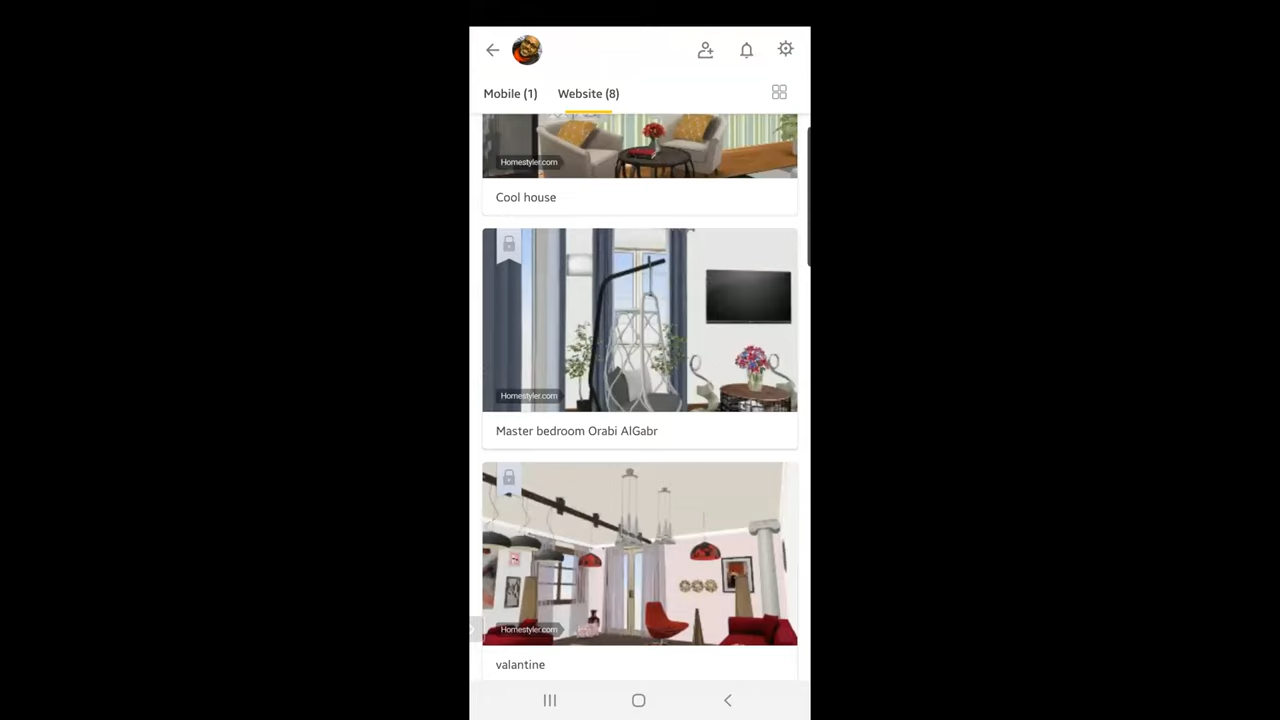 Mobile (1) Website (8)
Homestyler.com
Cool house
Homestyler.com
Master bedroom Orabi AlGabr
Homestyler.com
valantine